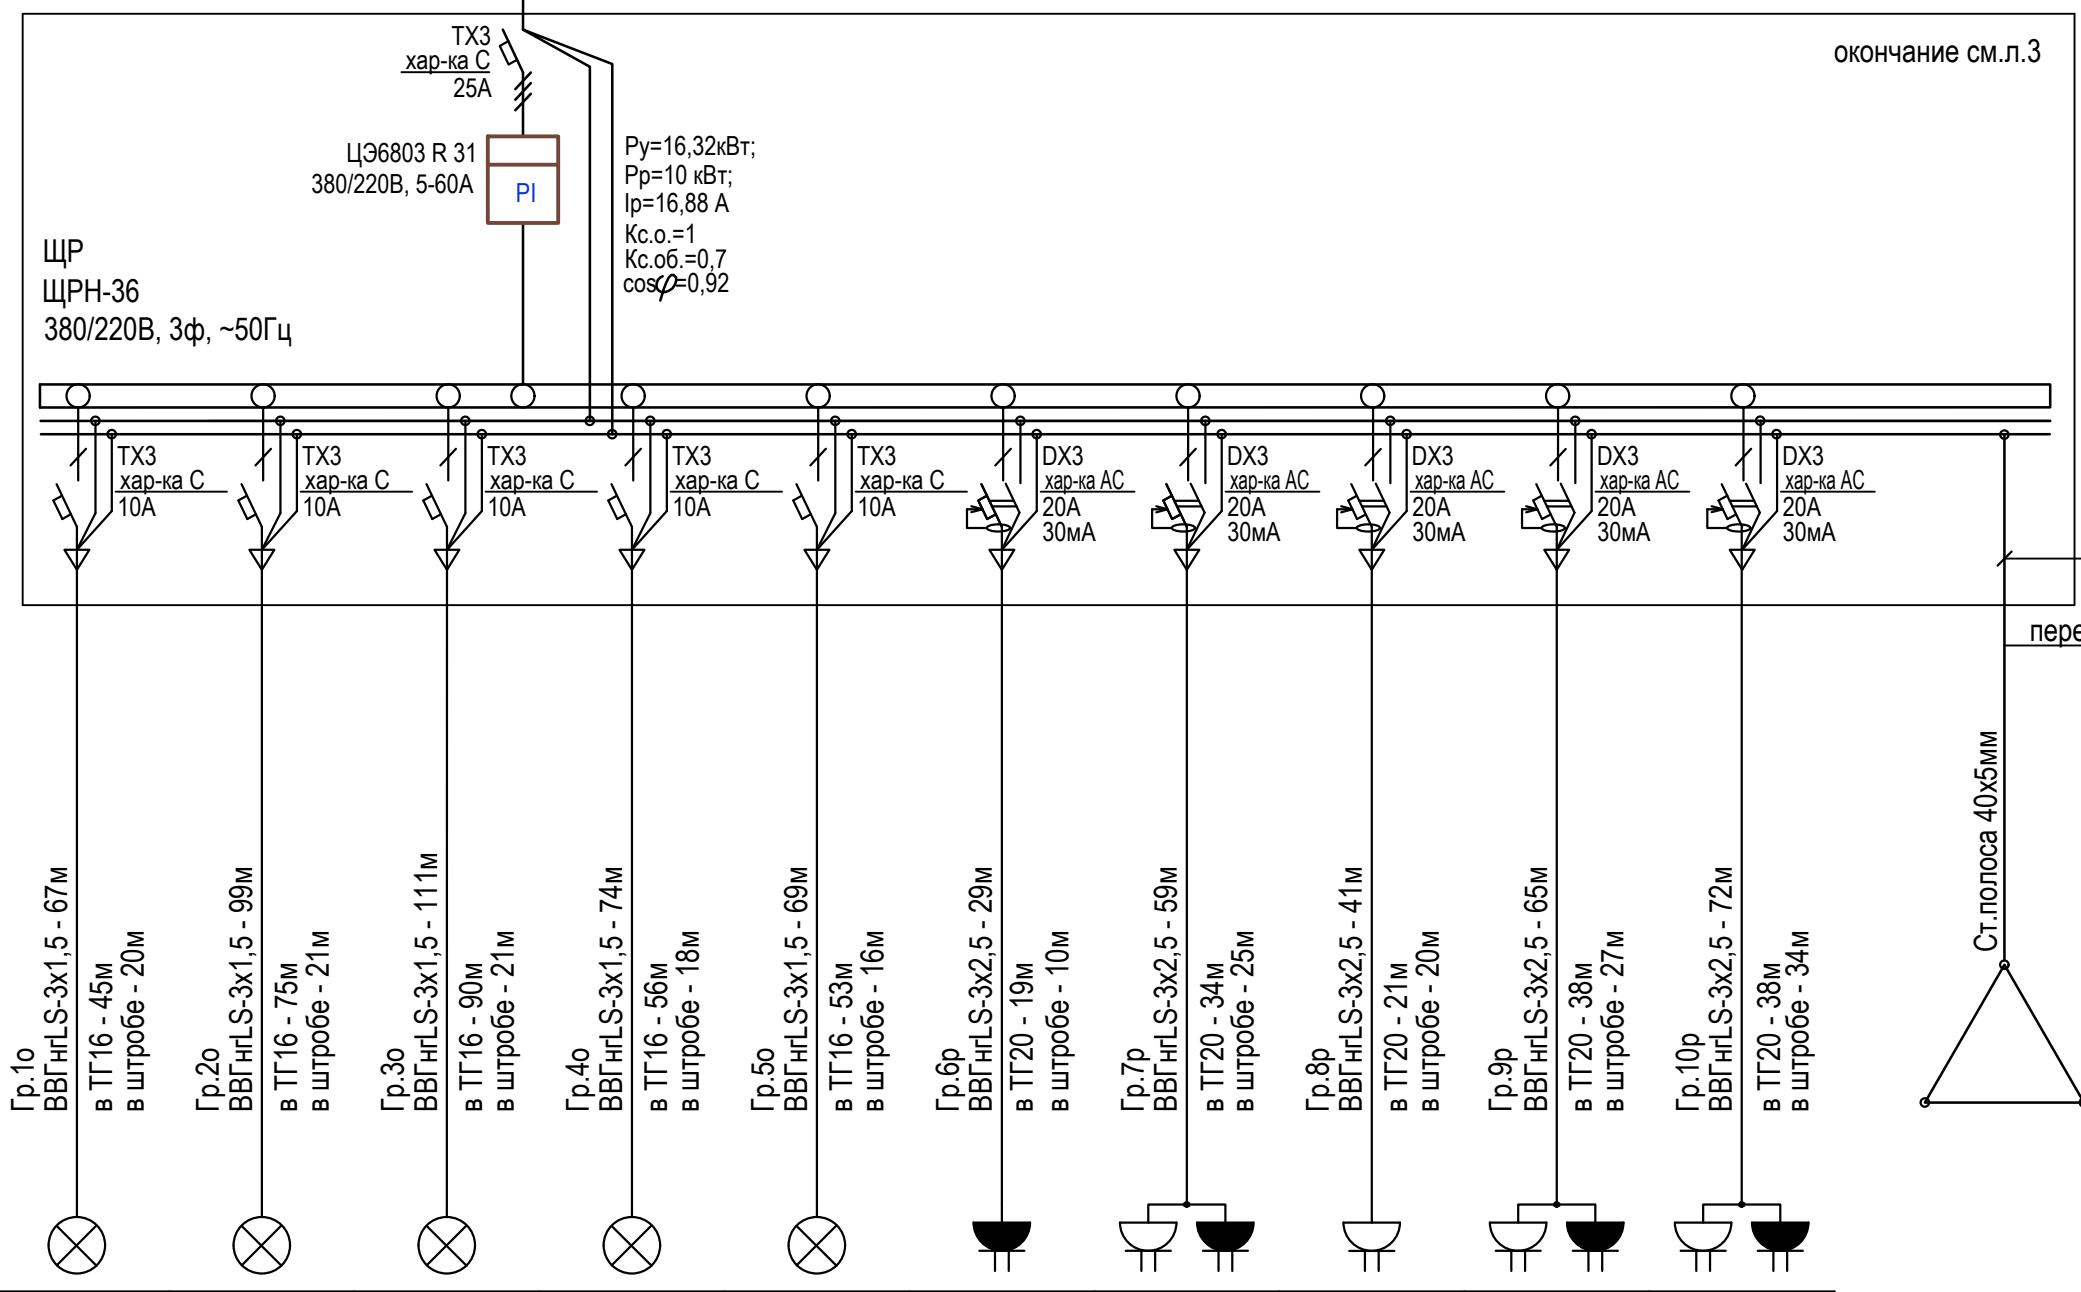 окончание см.л.3
ТХ3
хар-ка С
25А
ЦЭ6803 R 31
380/220В, 5-60А
PI
Ру=16,32кВт;
Рр=10 кВт;
Iр=16,88 А
Кс.о.=1
Кс.об.=0,7
cosφ=0,92
ЩР
ЩРН-36
380/220В, 3ф, ~50Гц
ТХ3
хар-ка С
10А
ТХ3
хар-ка С
10А
ТХ3
хар-ка С
10А
ТХ3
хар-ка С
10А
ТХ3
хар-ка С
10А
DX3
хар-ка АС
20А
30мА
DX3
хар-ка АС
20А
30мА
DX3
хар-ка АС
20А
30мА
DX3
хар-ка АС
20А
30мА
DX3
хар-ка АС
20А
30мА
Гр.1о
ВВГнгLS-3х1,5 - 67м
в ТГ16 - 45м
в штробе - 20м
Гр.2о
ВВГнгLS-3х1,5 - 99м
в ТГ16 - 75м
в штробе - 21м
Гр.3о
ВВГнгLS-3х1,5 - 111м
в ТГ16 - 90м
в штробе - 21м
Гр.4о
ВВГнгLS-3х1,5 - 74м
в ТГ16 - 56м
в штробе - 18м
Гр.5о
ВВГнгLS-3х1,5 - 69м
в ТГ16 - 53м
в штробе - 16м
Гр.6р
ВВГнгLS-3х2,5 - 29м
в ТГ20 - 19м
в штробе - 10м
Гр.7р
ВВГнгLS-3х2,5 - 59м
в ТГ20 - 34м
в штробе - 25м
Гр.8р
ВВГнгLS-3х2,5 - 41м
в ТГ20 - 21м
в штробе - 20м
Гр.9р
ВВГнгLS-3х2,5 - 65м
в ТГ20 - 38м
в штробе - 27м
Гр.10р
ВВГнгLS-3х2,5 - 72м
в ТГ20 - 38м
в штробе - 34м
Ст.полоса 40х5мм